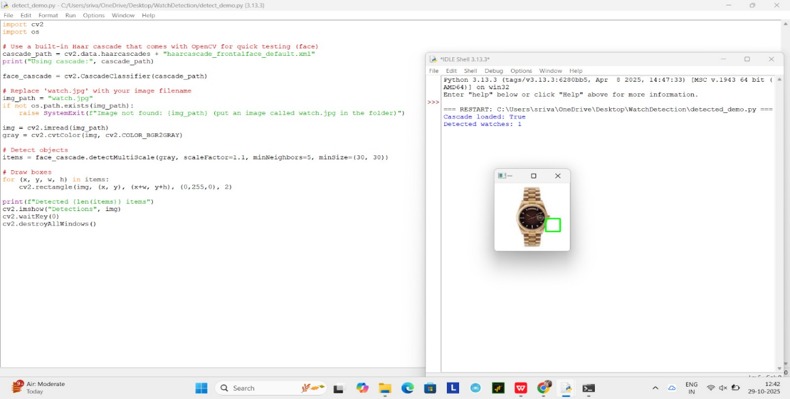 detect_demo.py - C:/Users/sriva/OneDrive/Desktop/WatchDetection/detect_demo.py (3.13.3)
File Edit Format Run Options Window Help
import cv2
import os
# Use a built-in Haar cascade that comes with OpenCV for quick testing (face)
cascade_path = cv2.data.haarcascades + "haarcascade_frontalface_default.xml"
print("Using cascade:", cascade_path)
face_cascade = cv2.CascadeClassifier(cascade_path)
# Replace 'watch.jpg' with your image filename
img_path = "watch.jpg"
if not os.path.exists(img_path):
    raise SystemExit(f"Image not found: {img_path} (put an image called watch.jpg in the folder)")
img = cv2.imread(img_path)
gray = cv2.cvtColor(img, cv2.COLOR_BGR2GRAY)
# Detect objects
items = face_cascade.detectMultiScale(gray, scaleFactor=1.1, minNeighbors=5, minSize=(30, 30))
# Draw boxes
for (x, y, w, h) in items:
    cv2.rectangle(img, (x, y), (x+w, y+h), (0,255,0), 2)
print(f"Detected {len(items)} items")
cv2.imshow("Detections", img)
cv2.waitKey(0)
cv2.destroyAllWindows()
*IDLE Shell 3.13.3*
File Edit Shell Debug Options Window Help
Python 3.13.3 (tags/v3.13.3:6280bb5, Apr 8 2025, 14:47:33) [MSC v.1943 64 bit (
AMD64)] on win32
Enter "help" below or click "Help" above for more information.
>>>
=== RESTART: C:\Users\sriva\OneDrive\Desktop\WatchDetection\detected_demo.py ===
Cascade loaded: True
Detected watches: 1
Air: Moderate
Today
Search
ENG
IN
12:42
29-10-2025